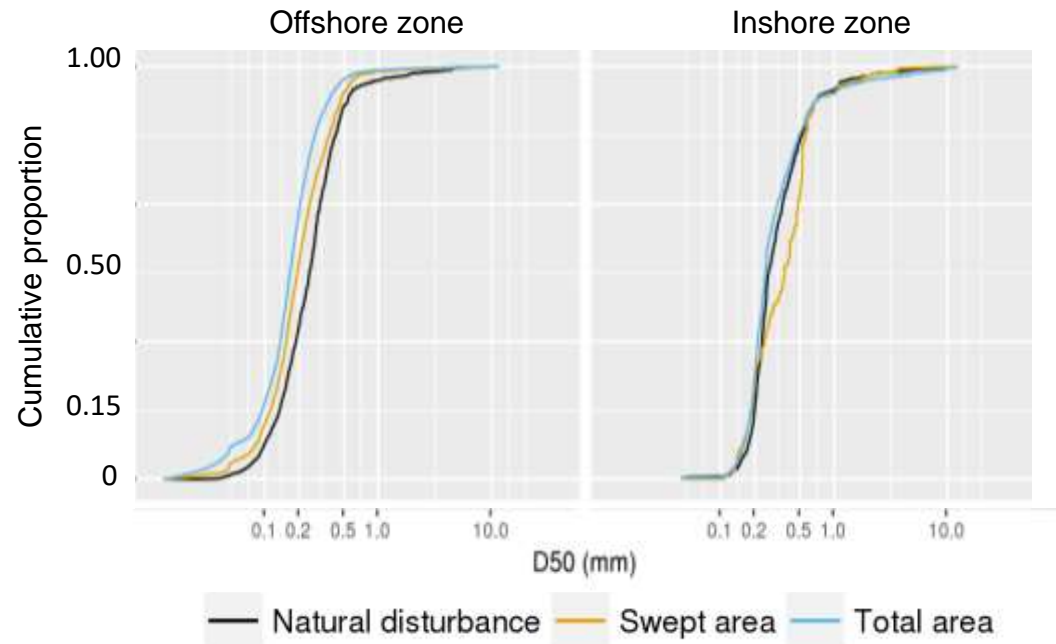 Offshore zone Inshore zone
1.00
0.50
0.15
0
Cumulative proportion
0.1 0.2 0.5 1.0 10.0 0.1 0.2 0.5 1.0 10.0
D50 (mm)
Natural disturbance Swept area Total area